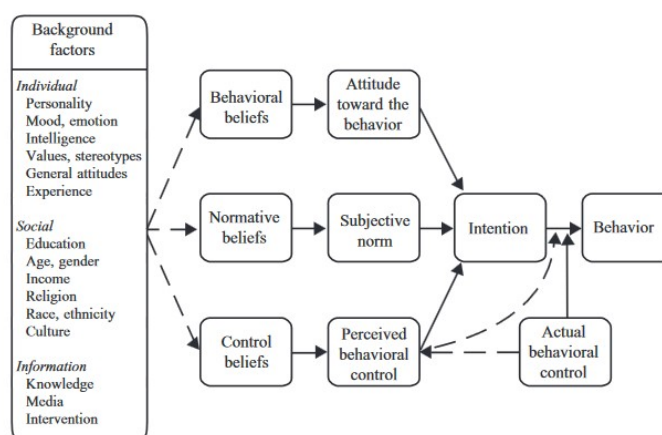 Background
factors
Individual
Personality
Mood, emotion
Intelligence
Values, stereotypes
General attitudes
Experience
Social
Education
Age, gender
Income
Religion
Race, ethnicity
Culture
Information
Knowledge
Media
Intervention
Behavioral
beliefs
Attitude
toward the
behavior
Normative
beliefs
Subjective
norm
Intention
Behavior
Control
beliefs
Perceived
behavioral
control
Actual
behavioral
control